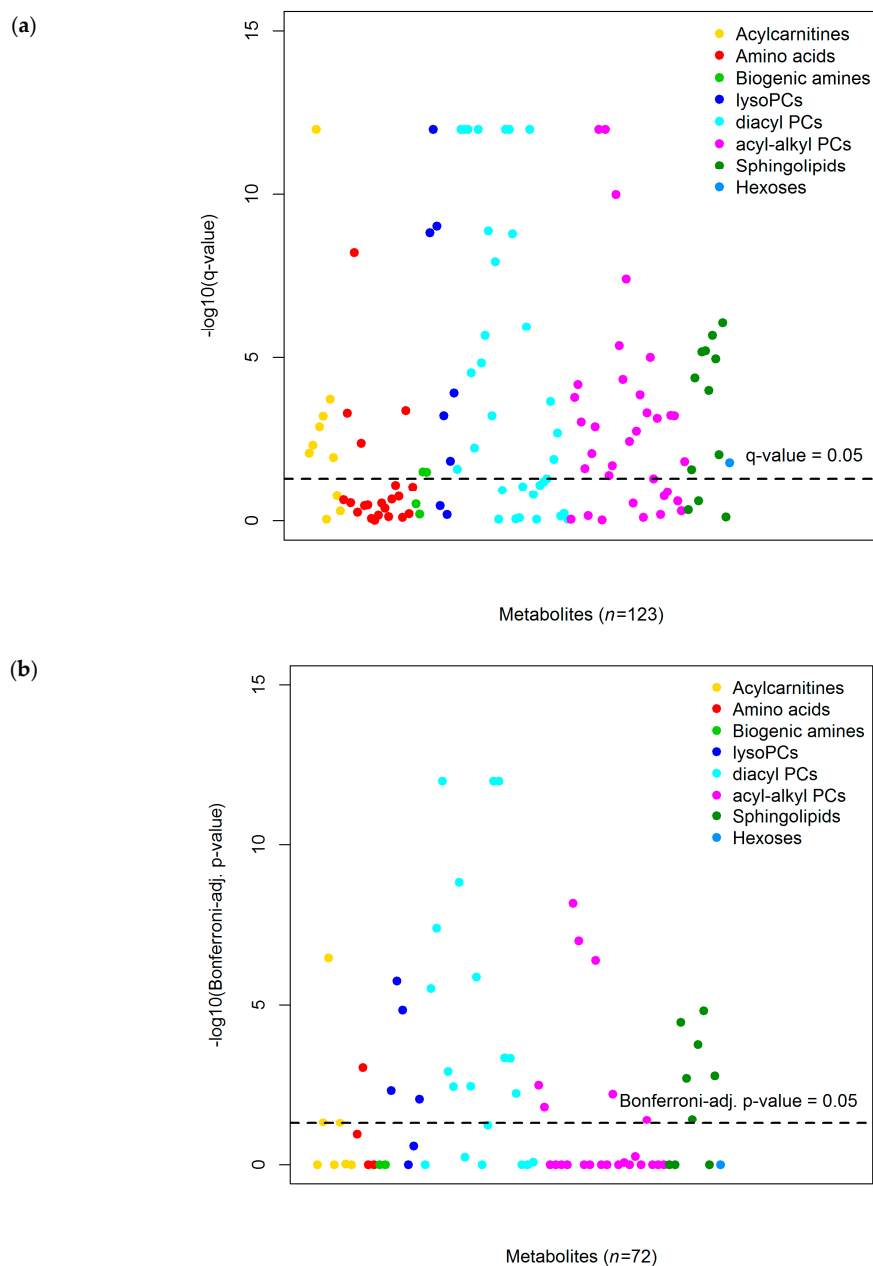 (a)
15
10
5
0
-log10(q-value)
Acylcarnitines
Amino acids
Biogenic amines
lysoPCs
diacyl PCs
acyl-alkyl PCs
Sphingolipids
Hexoses
q-value = 0.05
Metabolites (n=123)
(b)
15
10
5
0
-log10(Bonferroni-adj. p-value)
Acylcarnitines
Amino acids
Biogenic amines
lysoPCs
diacyl PCs
acyl-alkyl PCs
Sphingolipids
Hexoses
Bonferroni-adj. p-value = 0.05
Metabolites (n=72)